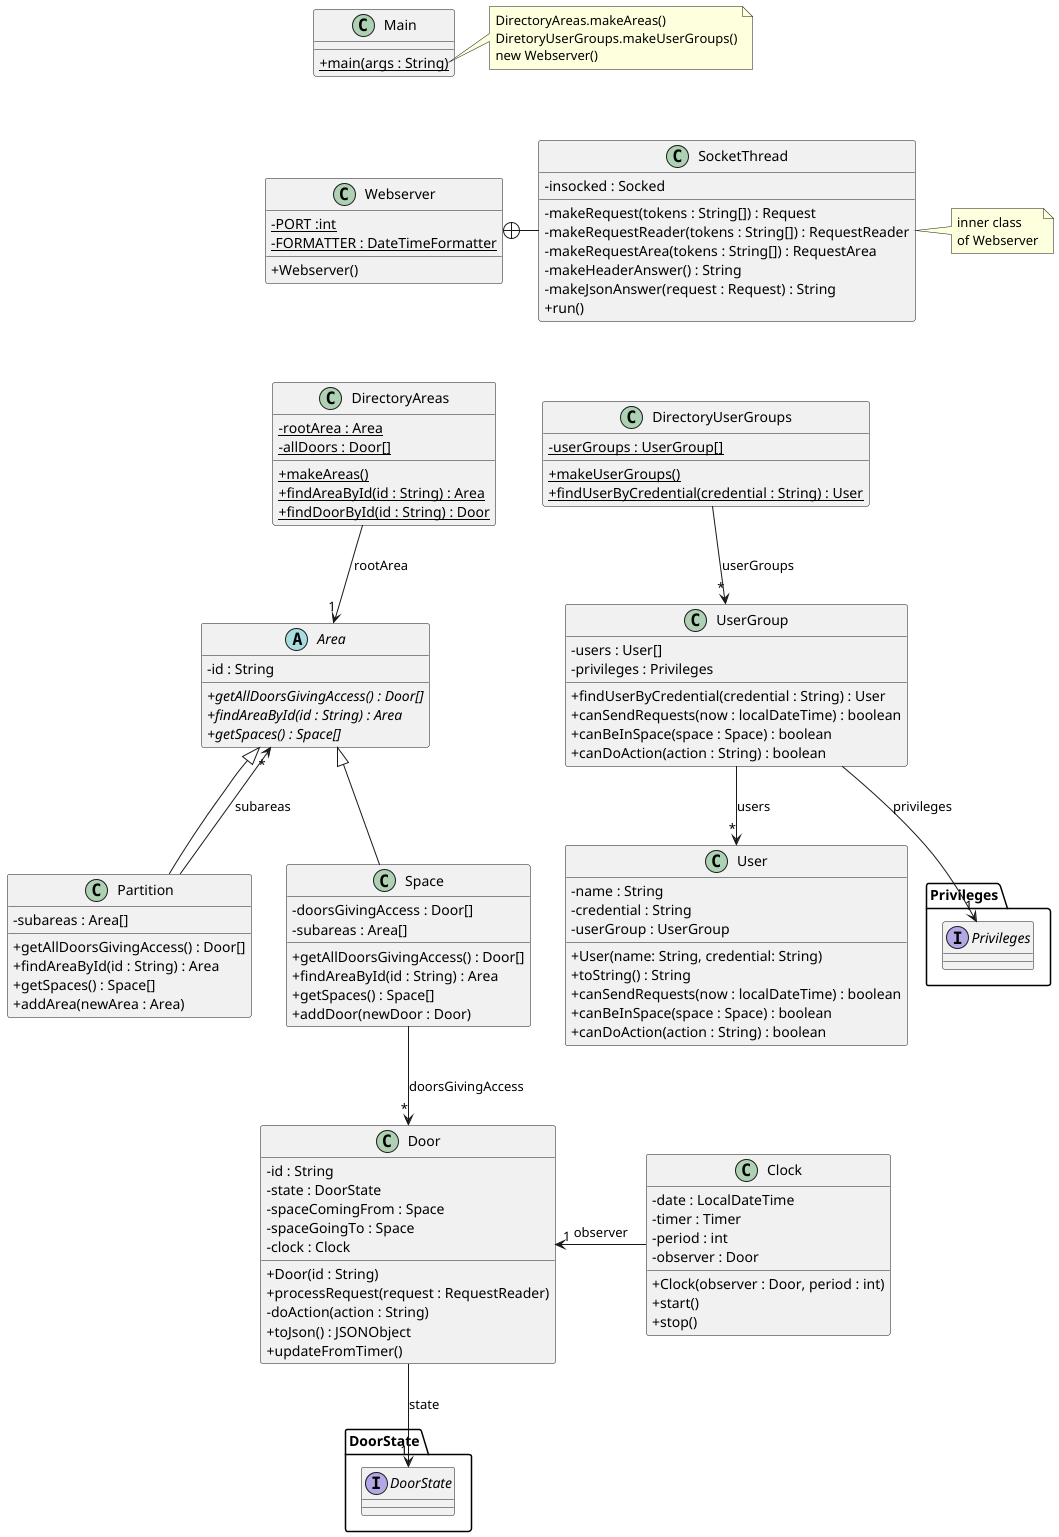 C Main
+main(args : String)
DirectoryAreas.makeAreas()
DiretoryUserGroups.makeUserGroups()
new Webserver()
C Webserver
-PORT :int
-FORMATTER : DateTimeFormatter
+Webserver()
C SocketThread
-insocked : Socked
-makeRequest(tokens : String[]) : Request
-makeRequestReader(tokens : String[]) : RequestReader
-makeRequestArea(tokens : String[]) : RequestArea
-makeHeaderAnswer() : String
-makeJsonAnswer(request : Request) : String
+run()
inner class
of Webserver
C DirectoryAreas
-rootArea : Area
-allDoors : Door[]
+makeAreas()
+findAreaById(id : String) : Area
+findDoorById(id : String) : Door
C DirectoryUserGroups
-userGroups : UserGroup[]
+makeUserGroups()
+findUserByCredential(credential : String) : User
rootArea
1
userGroups
*
A Area
-id : String
+getAllDoorsGivingAccess() : Door[]
+findAreaById(id : String) : Area
+getSpaces() : Space[]
C UserGroup
-users : User[]
-privileges : Privileges
+findUserByCredential(credential : String) : User
+canSendRequests(now : localDateTime) : boolean
+canBeInSpace(space : Space) : boolean
+canDoAction(action : String) : boolean
*
subareas
users
*
privileges
1
C Partition
-subareas : Area[]
+getAllDoorsGivingAccess() : Door[]
+findAreaById(id : String) : Area
+getSpaces() : Space[]
+addArea(newArea : Area)
C Space
-doorsGivingAccess : Door[]
-subareas : Area[]
+getAllDoorsGivingAccess() : Door[]
+findAreaById(id : String) : Area
+getSpaces() : Space[]
+addDoor(newDoor : Door)
C User
-name : String
-credential : String
-userGroup : UserGroup
+User(name: String, credential: String)
+toString() : String
+canSendRequests(now : localDateTime) : boolean
+canBeInSpace(space : Space) : boolean
+canDoAction(action : String) : boolean
Privileges
I Privileges
doorsGivingAccess
*
C Door
-id : String
-state : DoorState
-spaceComingFrom : Space
-spaceGoingTo : Space
-clock : Clock
+Door(id : String)
+processRequest(request : RequestReader)
-doAction(action : String)
+toJson() : JSONObject
+updateFromTimer()
observer
1
C Clock
-date : LocalDateTime
-timer : Timer
-period : int
-observer : Door
+Clock(observer : Door, period : int)
+start()
+stop()
state
1
DoorState
I DoorState